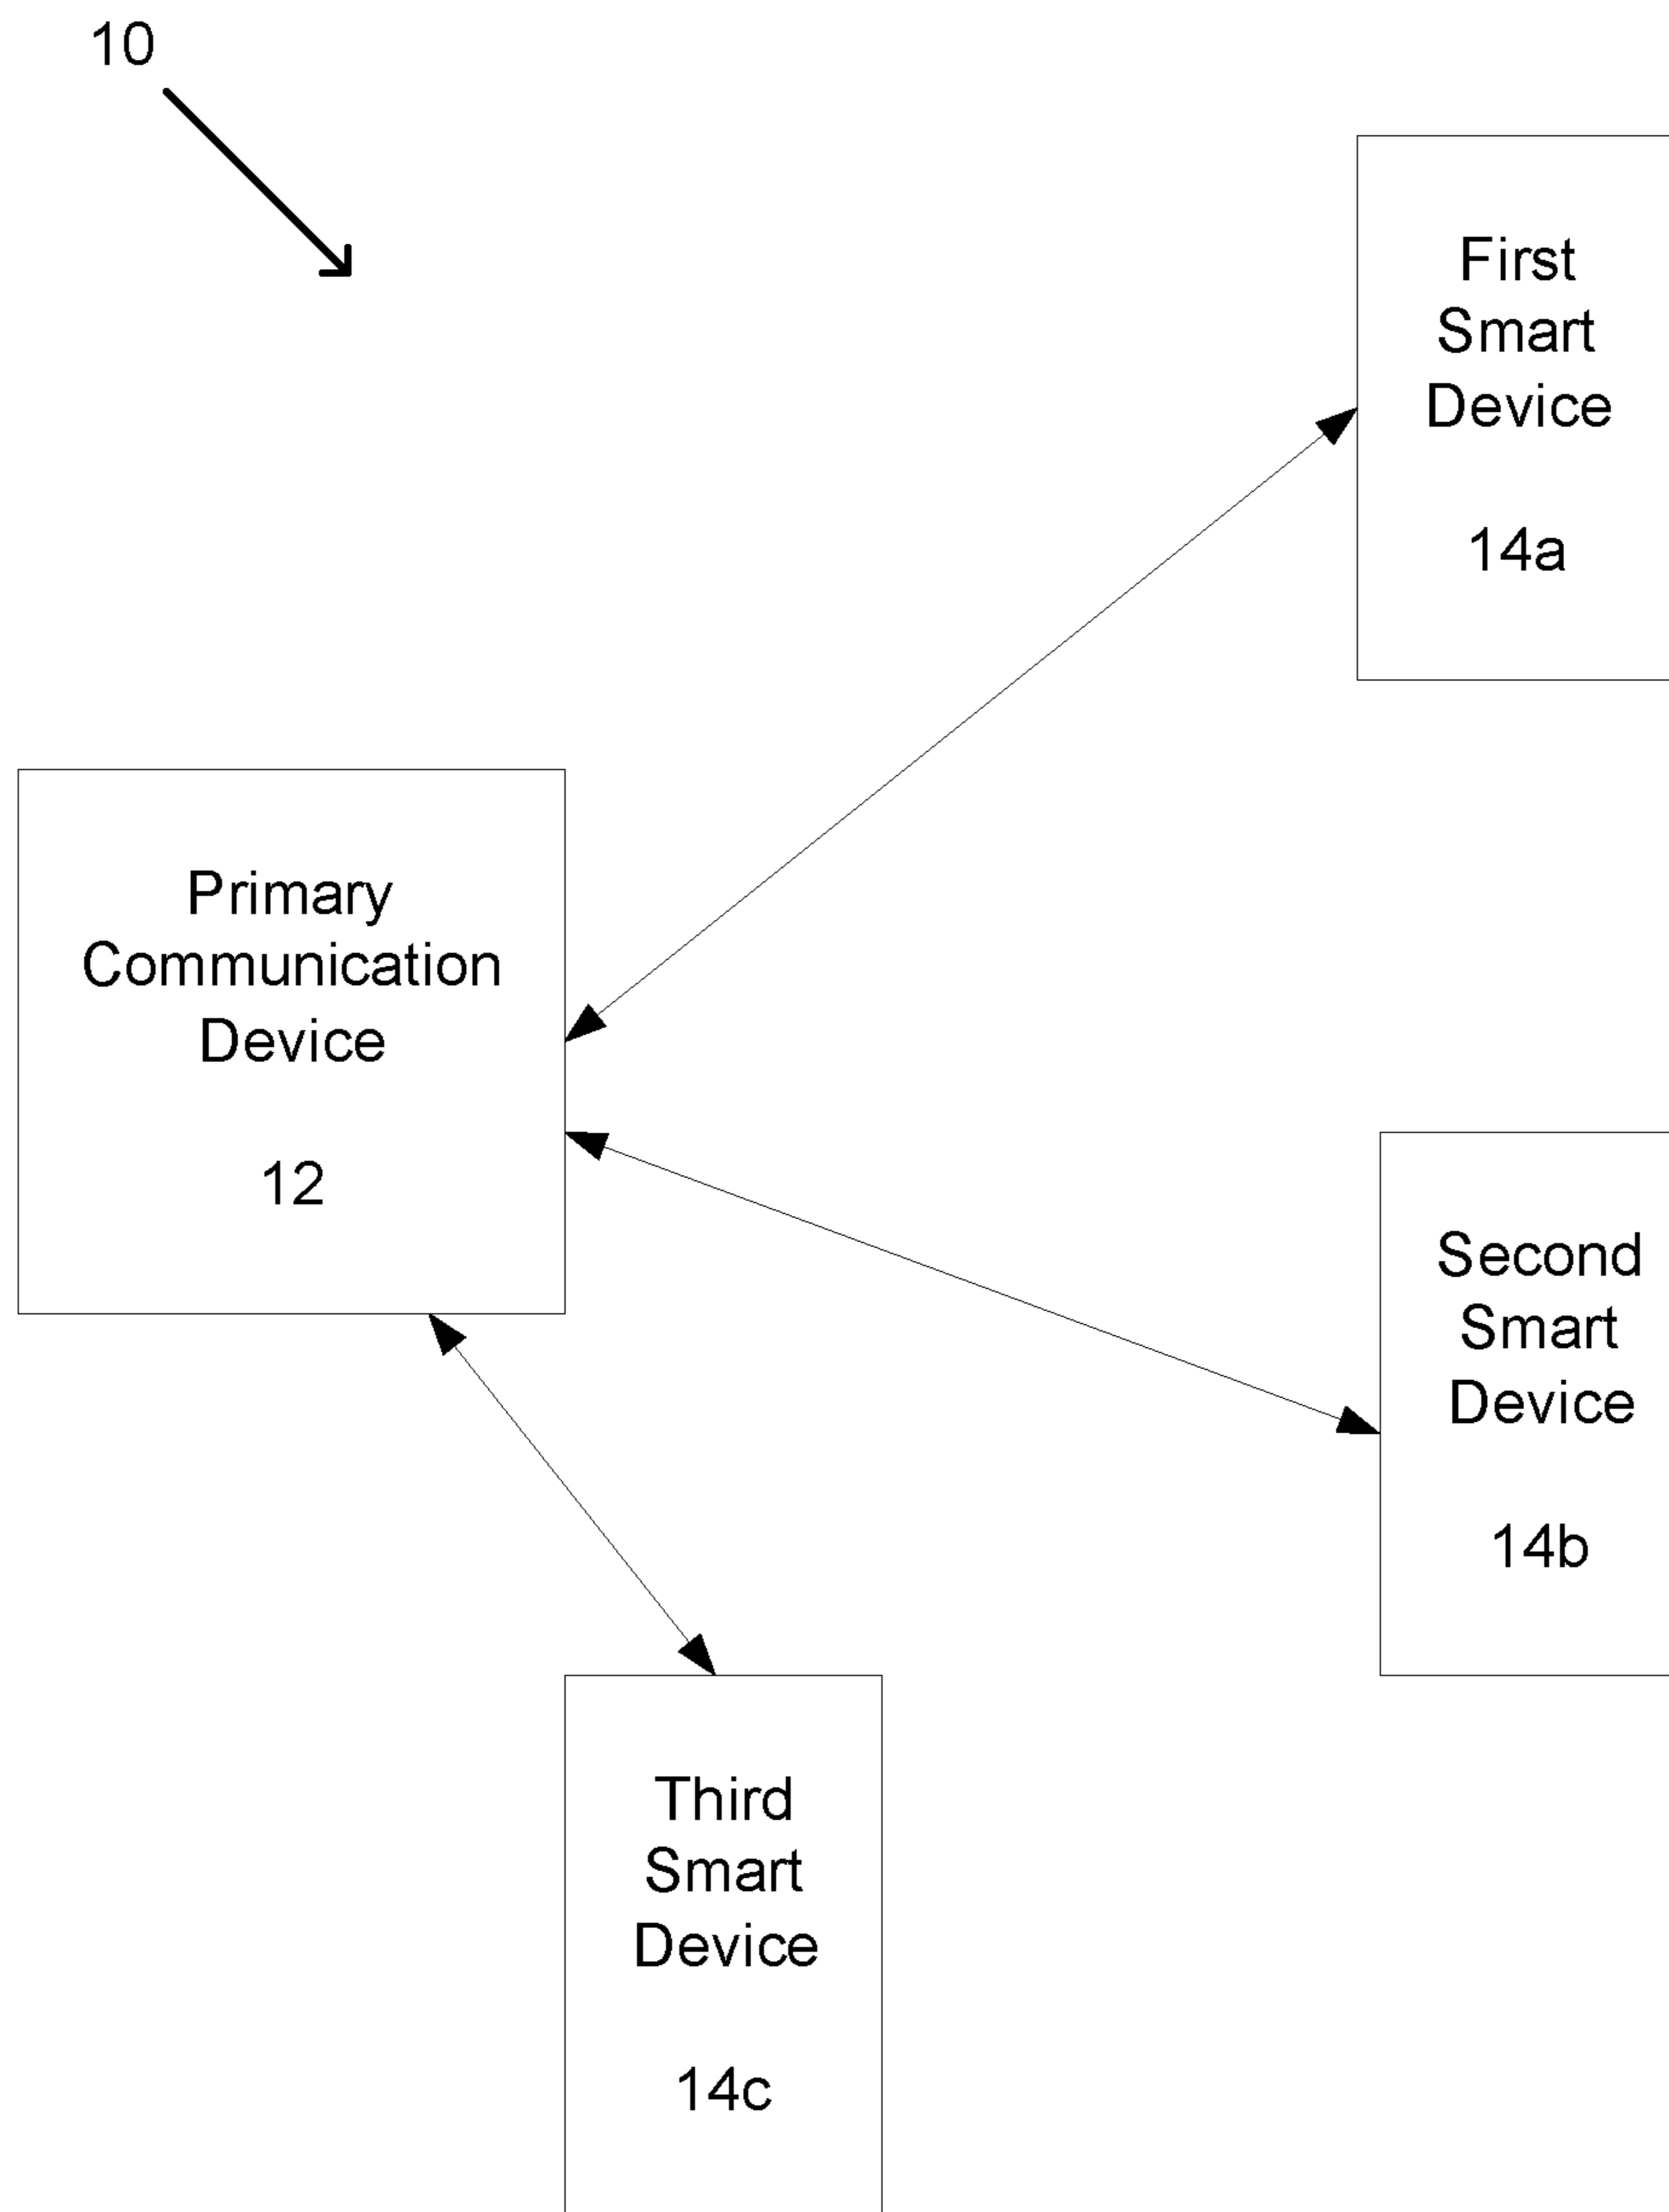 10
First
Smart
Device
14a
Primary
Communication
Device
12
Second
Smart
Device
14b
Third
Smart
Device
14c